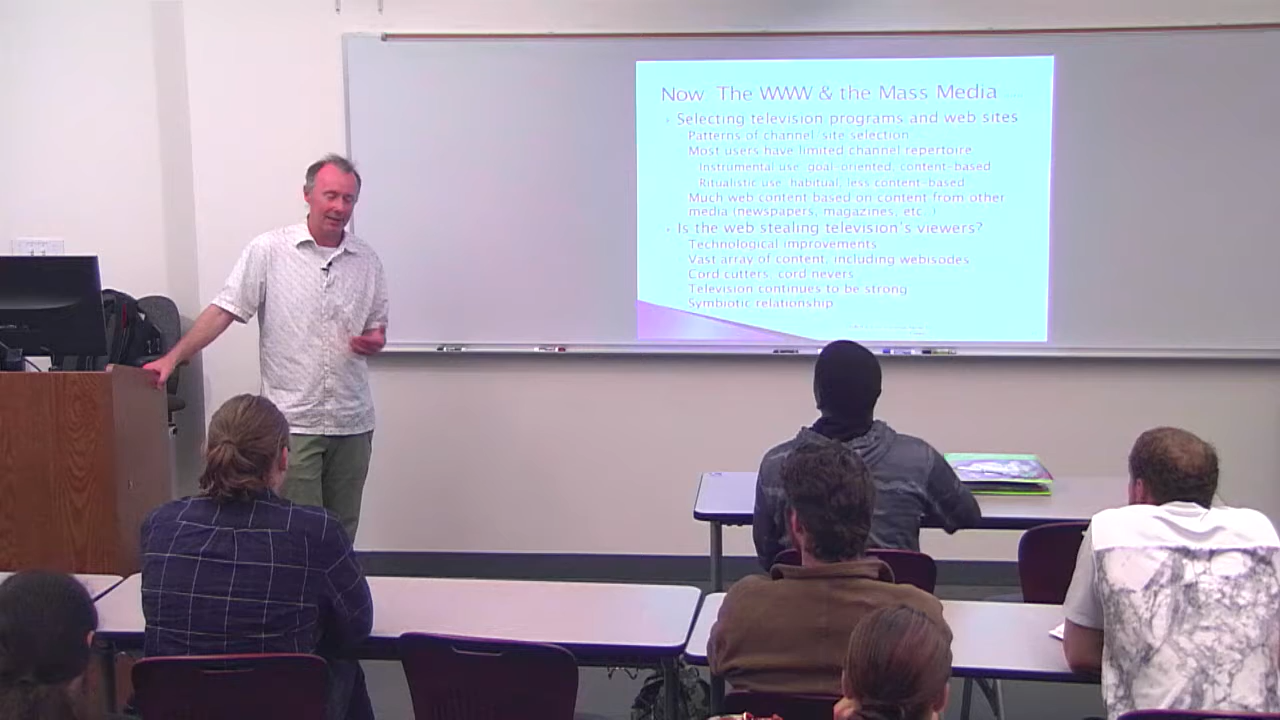 Now The WWW & the Mass Media
Selecting television programs and web sites
Patterns of channel site selection
Most users have limited channel repertoire
Instrumental use goal-oriented, content-based
Ritualistic use habitual, less content-based
Much web content based on content from other
media (newspapers, magazines, etc. )
Is the web stealing television's viewers?
Technological improvements
Vast array of content, including webisodes
Cord cutters, cord nevers
Television continues to be strong
Symbiotic relationship